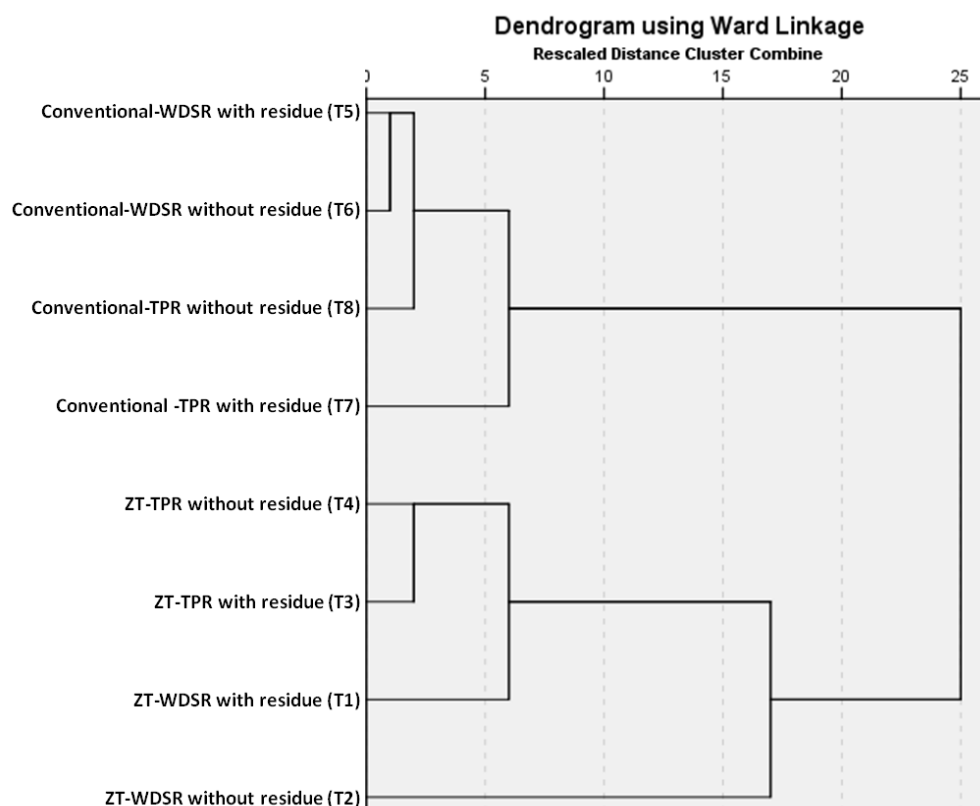 Dendrogram using Ward Linkage
Rescaled Distance Cluster Combine
0 5 10 15 20 25
Conventional-WDSR with residue (T5)
Conventional-WDSR without residue (T6)
Conventional-TPR without residue (T8)
Conventional -TPR with residue (T7)
ZT-TPR without residue (T4)
ZT-TPR with residue (T3)
ZT-WDSR with residue (T1)
ZT-WDSR without residue (T2)